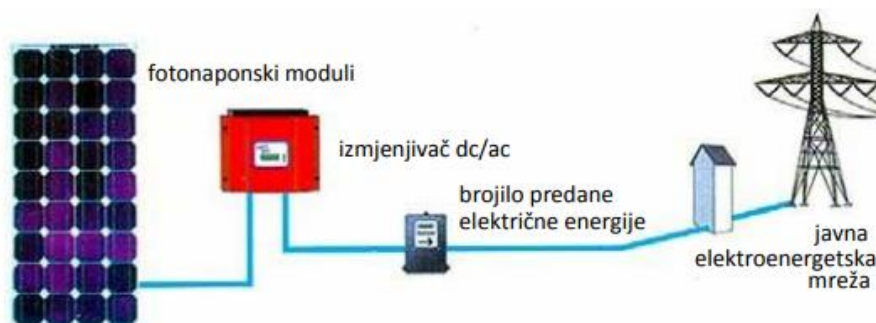 fotonaponski moduli
izmjenjivač dc/ac
brojilo predane
električne energije
javna
elektroenergetska
mreža